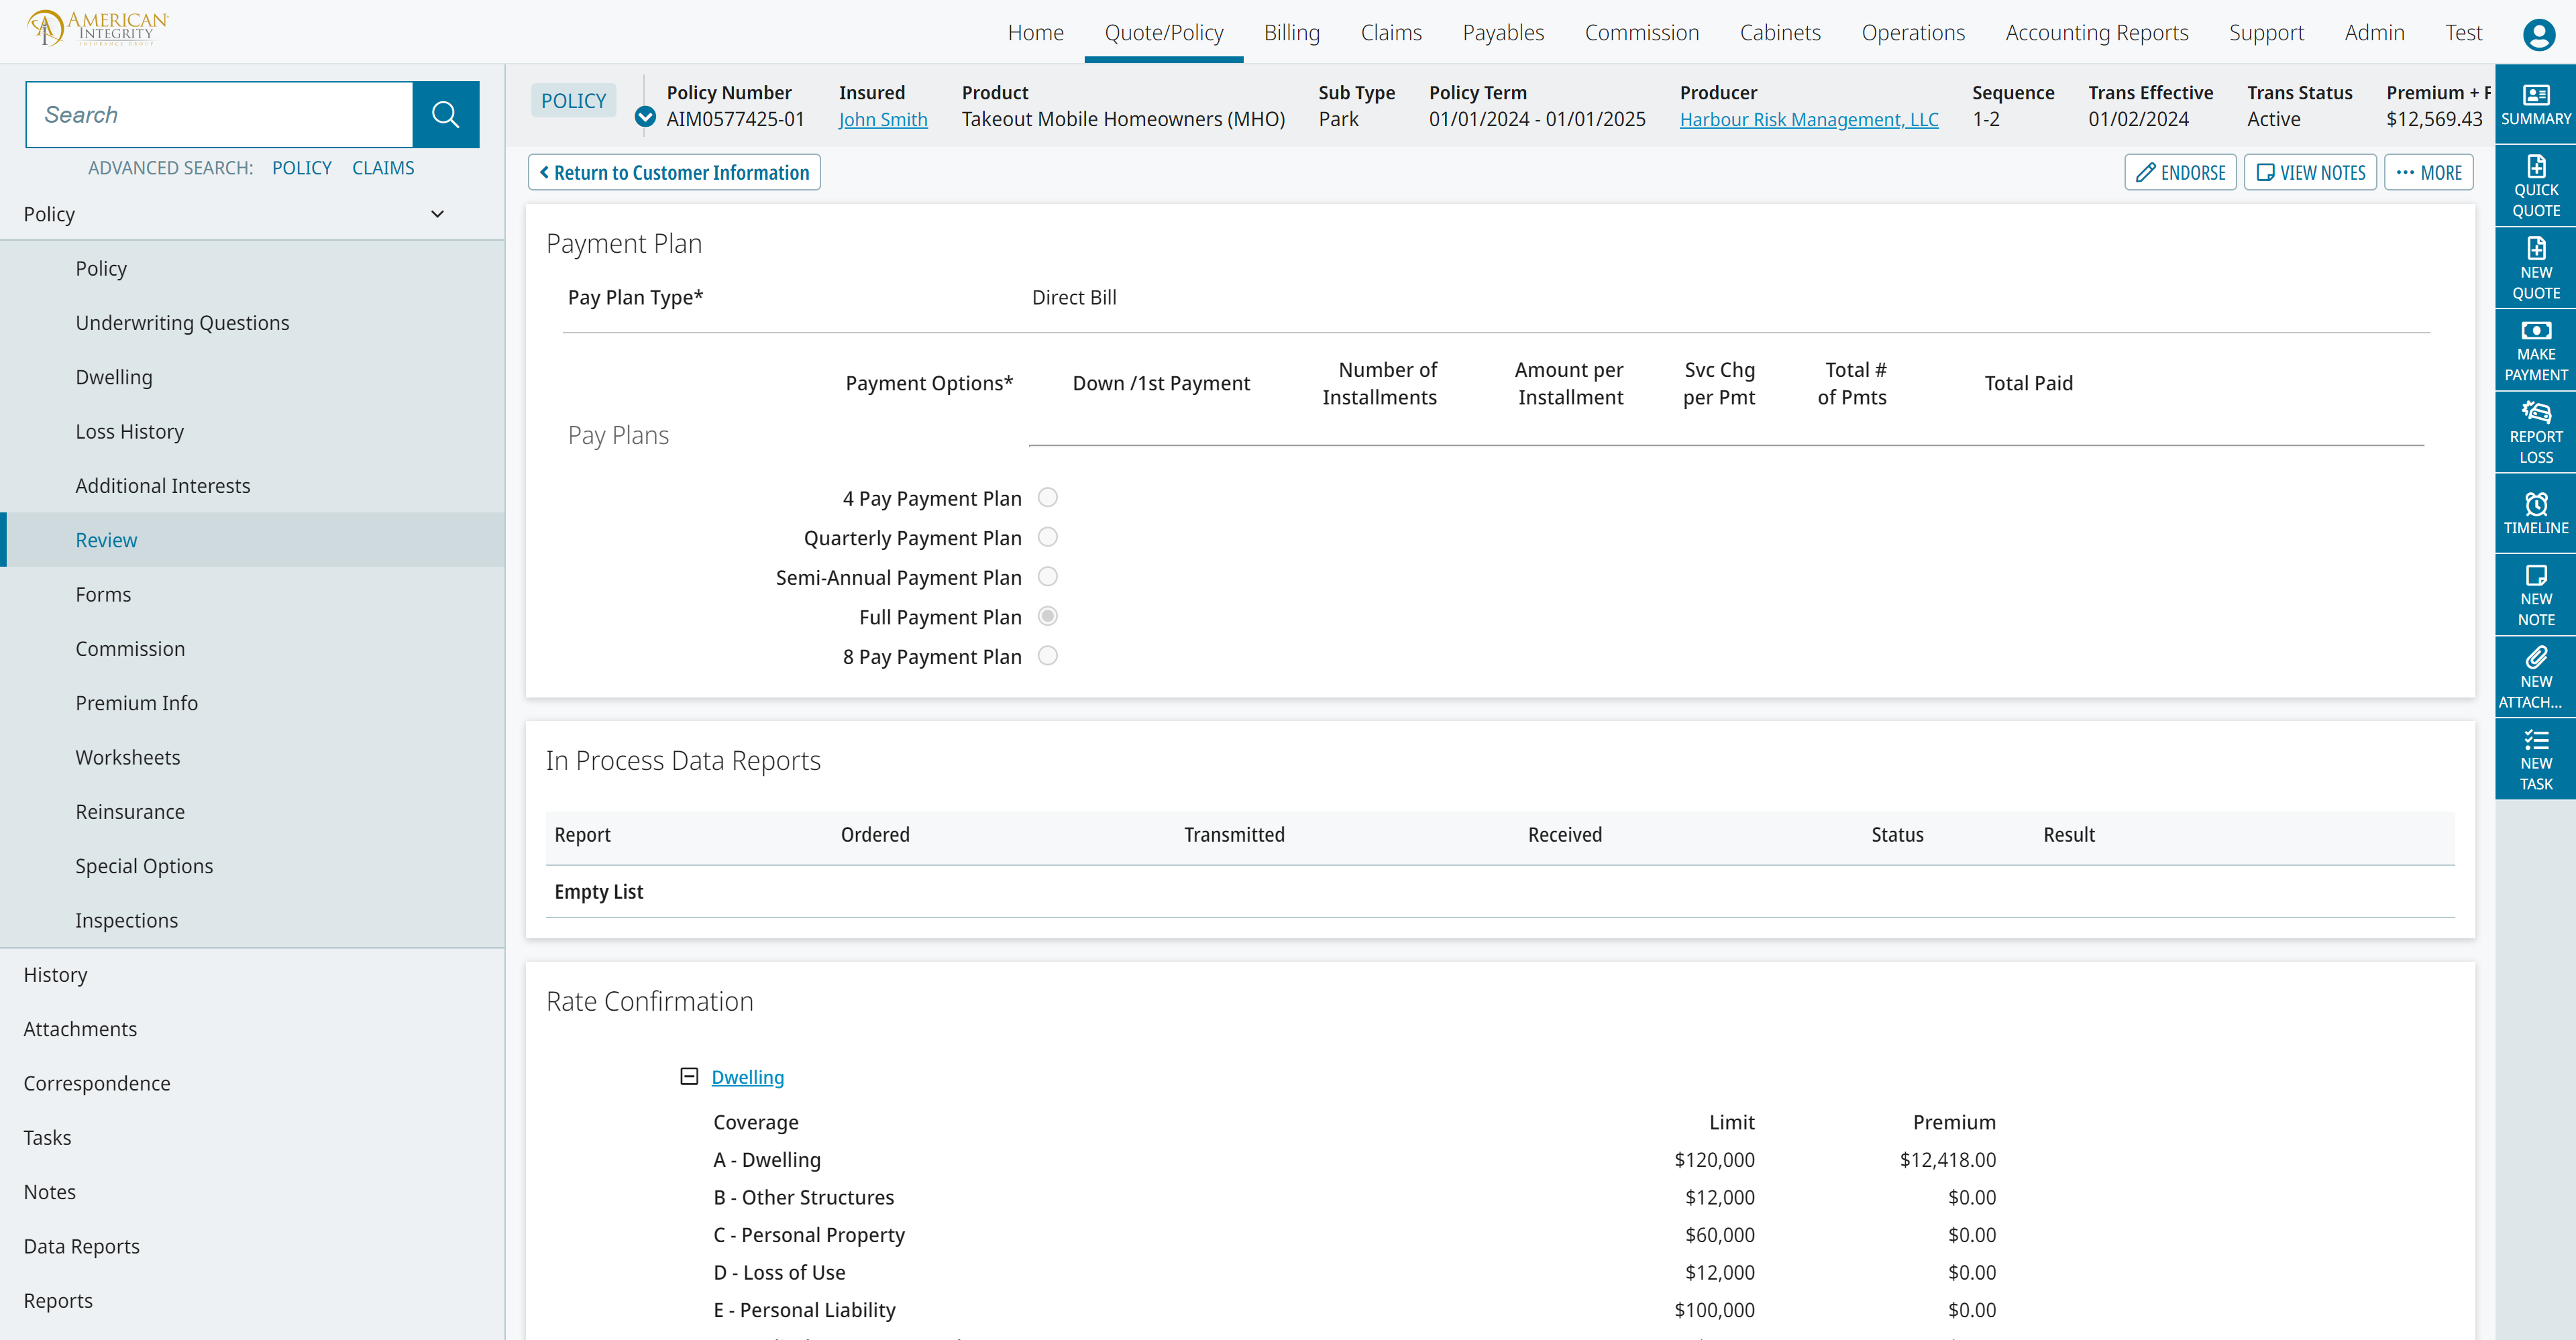 AMERICAN
INTEGRITY
INSURANCE GROUP
Home Quote/Policy Billing Claims Payables Commission Cabinets Operations Accounting Reports Support Admin Test
Search
ADVANCED SEARCH: POLICY CLAIMS
Policy
Policy
Underwriting Questions
Dwelling
Loss History
Additional Interests
Review
Forms
Commission
Premium Info
Worksheets
Reinsurance
Special Options
Inspections
History
Attachments
Correspondence
Tasks
Notes
Data Reports
Reports
POLICY
Policy Number Insured Product Sub Type Policy Term Producer Sequence Trans Effective Trans Status Premium + F
AIM0577425-01 John Smith Takeout Mobile Homeowners (MHO) Park 01/01/2024 - 01/01/2025 Harbour Risk Management, LLC 1-2 01/02/2024 Active $12,569.43
Return to Customer Information
ENDORSE VIEW NOTES ••• MORE
Payment Plan
Pay Plan Type* Direct Bill
Payment Options* Down /1st Payment Number of Installments Amount per Installment Svc Chg per Pmt Total # of Pmts Total Paid
Pay Plans
4 Pay Payment Plan
Quarterly Payment Plan
Semi-Annual Payment Plan
Full Payment Plan
8 Pay Payment Plan
In Process Data Reports
Report Ordered Transmitted Received Status Result
Empty List
Rate Confirmation
Dwelling
Coverage Limit Premium
A - Dwelling $120,000 $12,418.00
B - Other Structures $12,000 $0.00
C - Personal Property $60,000 $0.00
D - Loss of Use $12,000 $0.00
E - Personal Liability $100,000 $0.00
SUMMARY
QUICK
QUOTE
NEW
QUOTE
MAKE
PAYMENT
REPORT
LOSS
TIMELINE
NEW
NOTE
NEW
ATTACH...
NEW
TASK